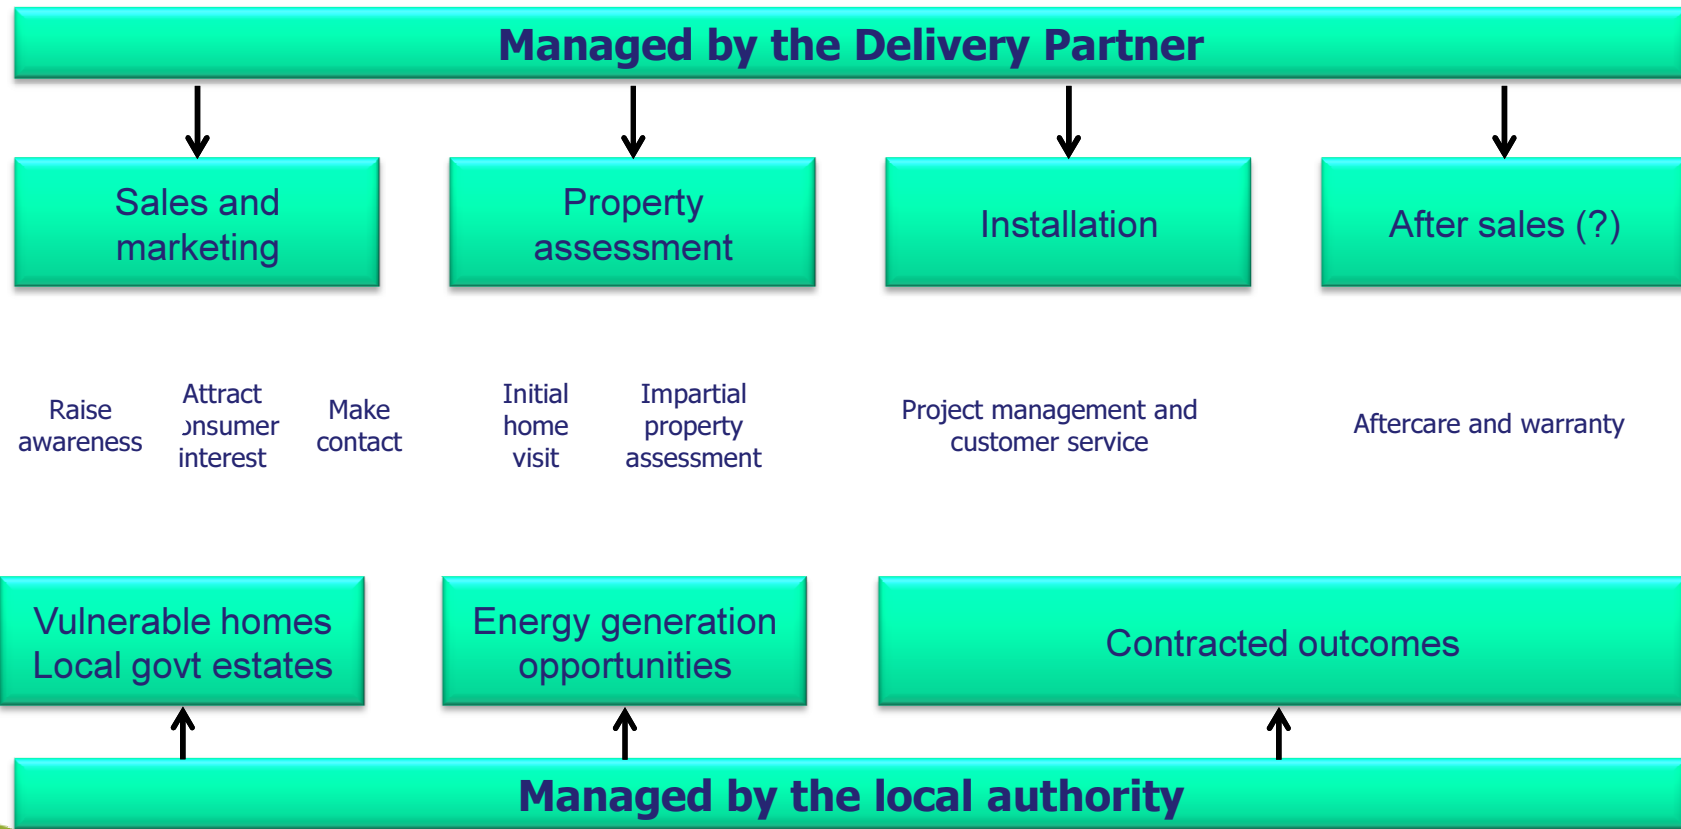 Managed by the Delivery Partner
Sales and
marketing
Property
assessment
Installation
After sales (?)
Raise
awareness
Attract
onsumer
interest
Make
contact
Initial
home
visit
Impartial
property
assessment
Project management and
customer service
Aftercare and warranty
Vulnerable homes
Local govt estates
Energy generation
opportunities
Contracted outcomes
Managed by the local authority